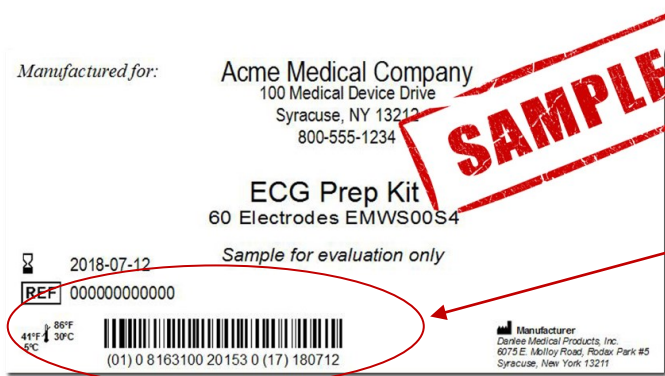 Manufactured for:
Acme Medical Company
100 Medical Device Drive
Syracuse, NY 13212
800-555-1234
SAMPLE
ECG Prep Kit
60 Electrodes EMWS00S4
Sample for evaluation only
2018-07-12
REF 000000000000
86°F
41°F 30°C
5°C
(01) 0 8163100 20153 0 (17) 180712
Manufacturer
Danlee Medical Products, Inc.
6075 E. Molloy Road, Rodax Park #5
Syracuse, New York 13211